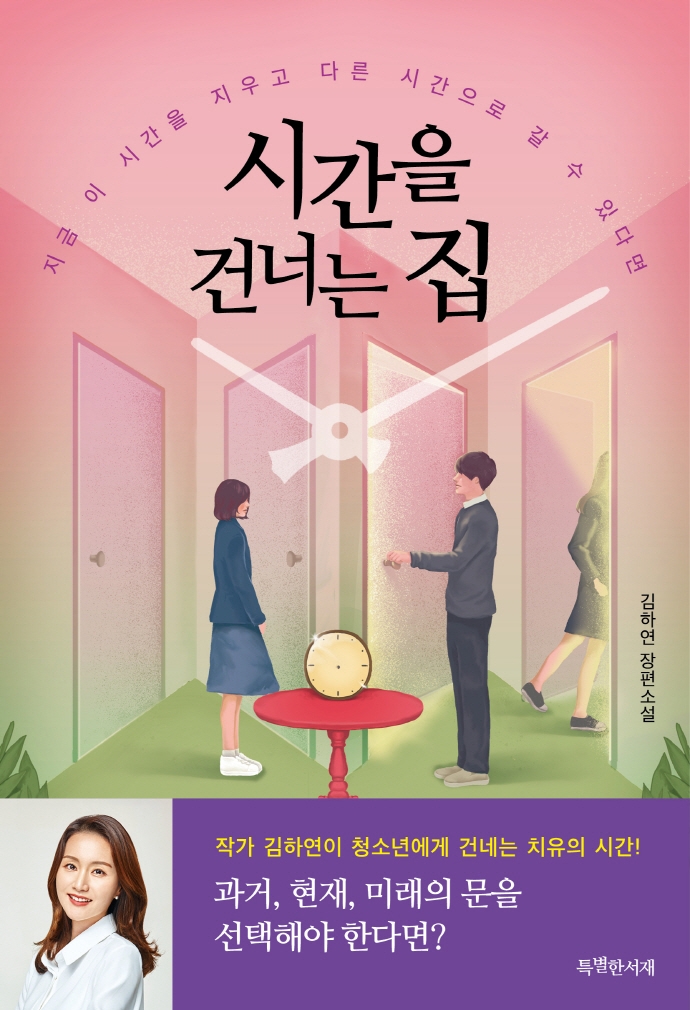 지금 이 시간을 지우고 다른 시간으로 갈 수 있다면
시간을
건너는 집
김하연 장편소설
작가 김하연이 청소년에게 건네는 치유의 시간!
과거, 현재, 미래의 문을
선택해야 한다면?
특별한서재